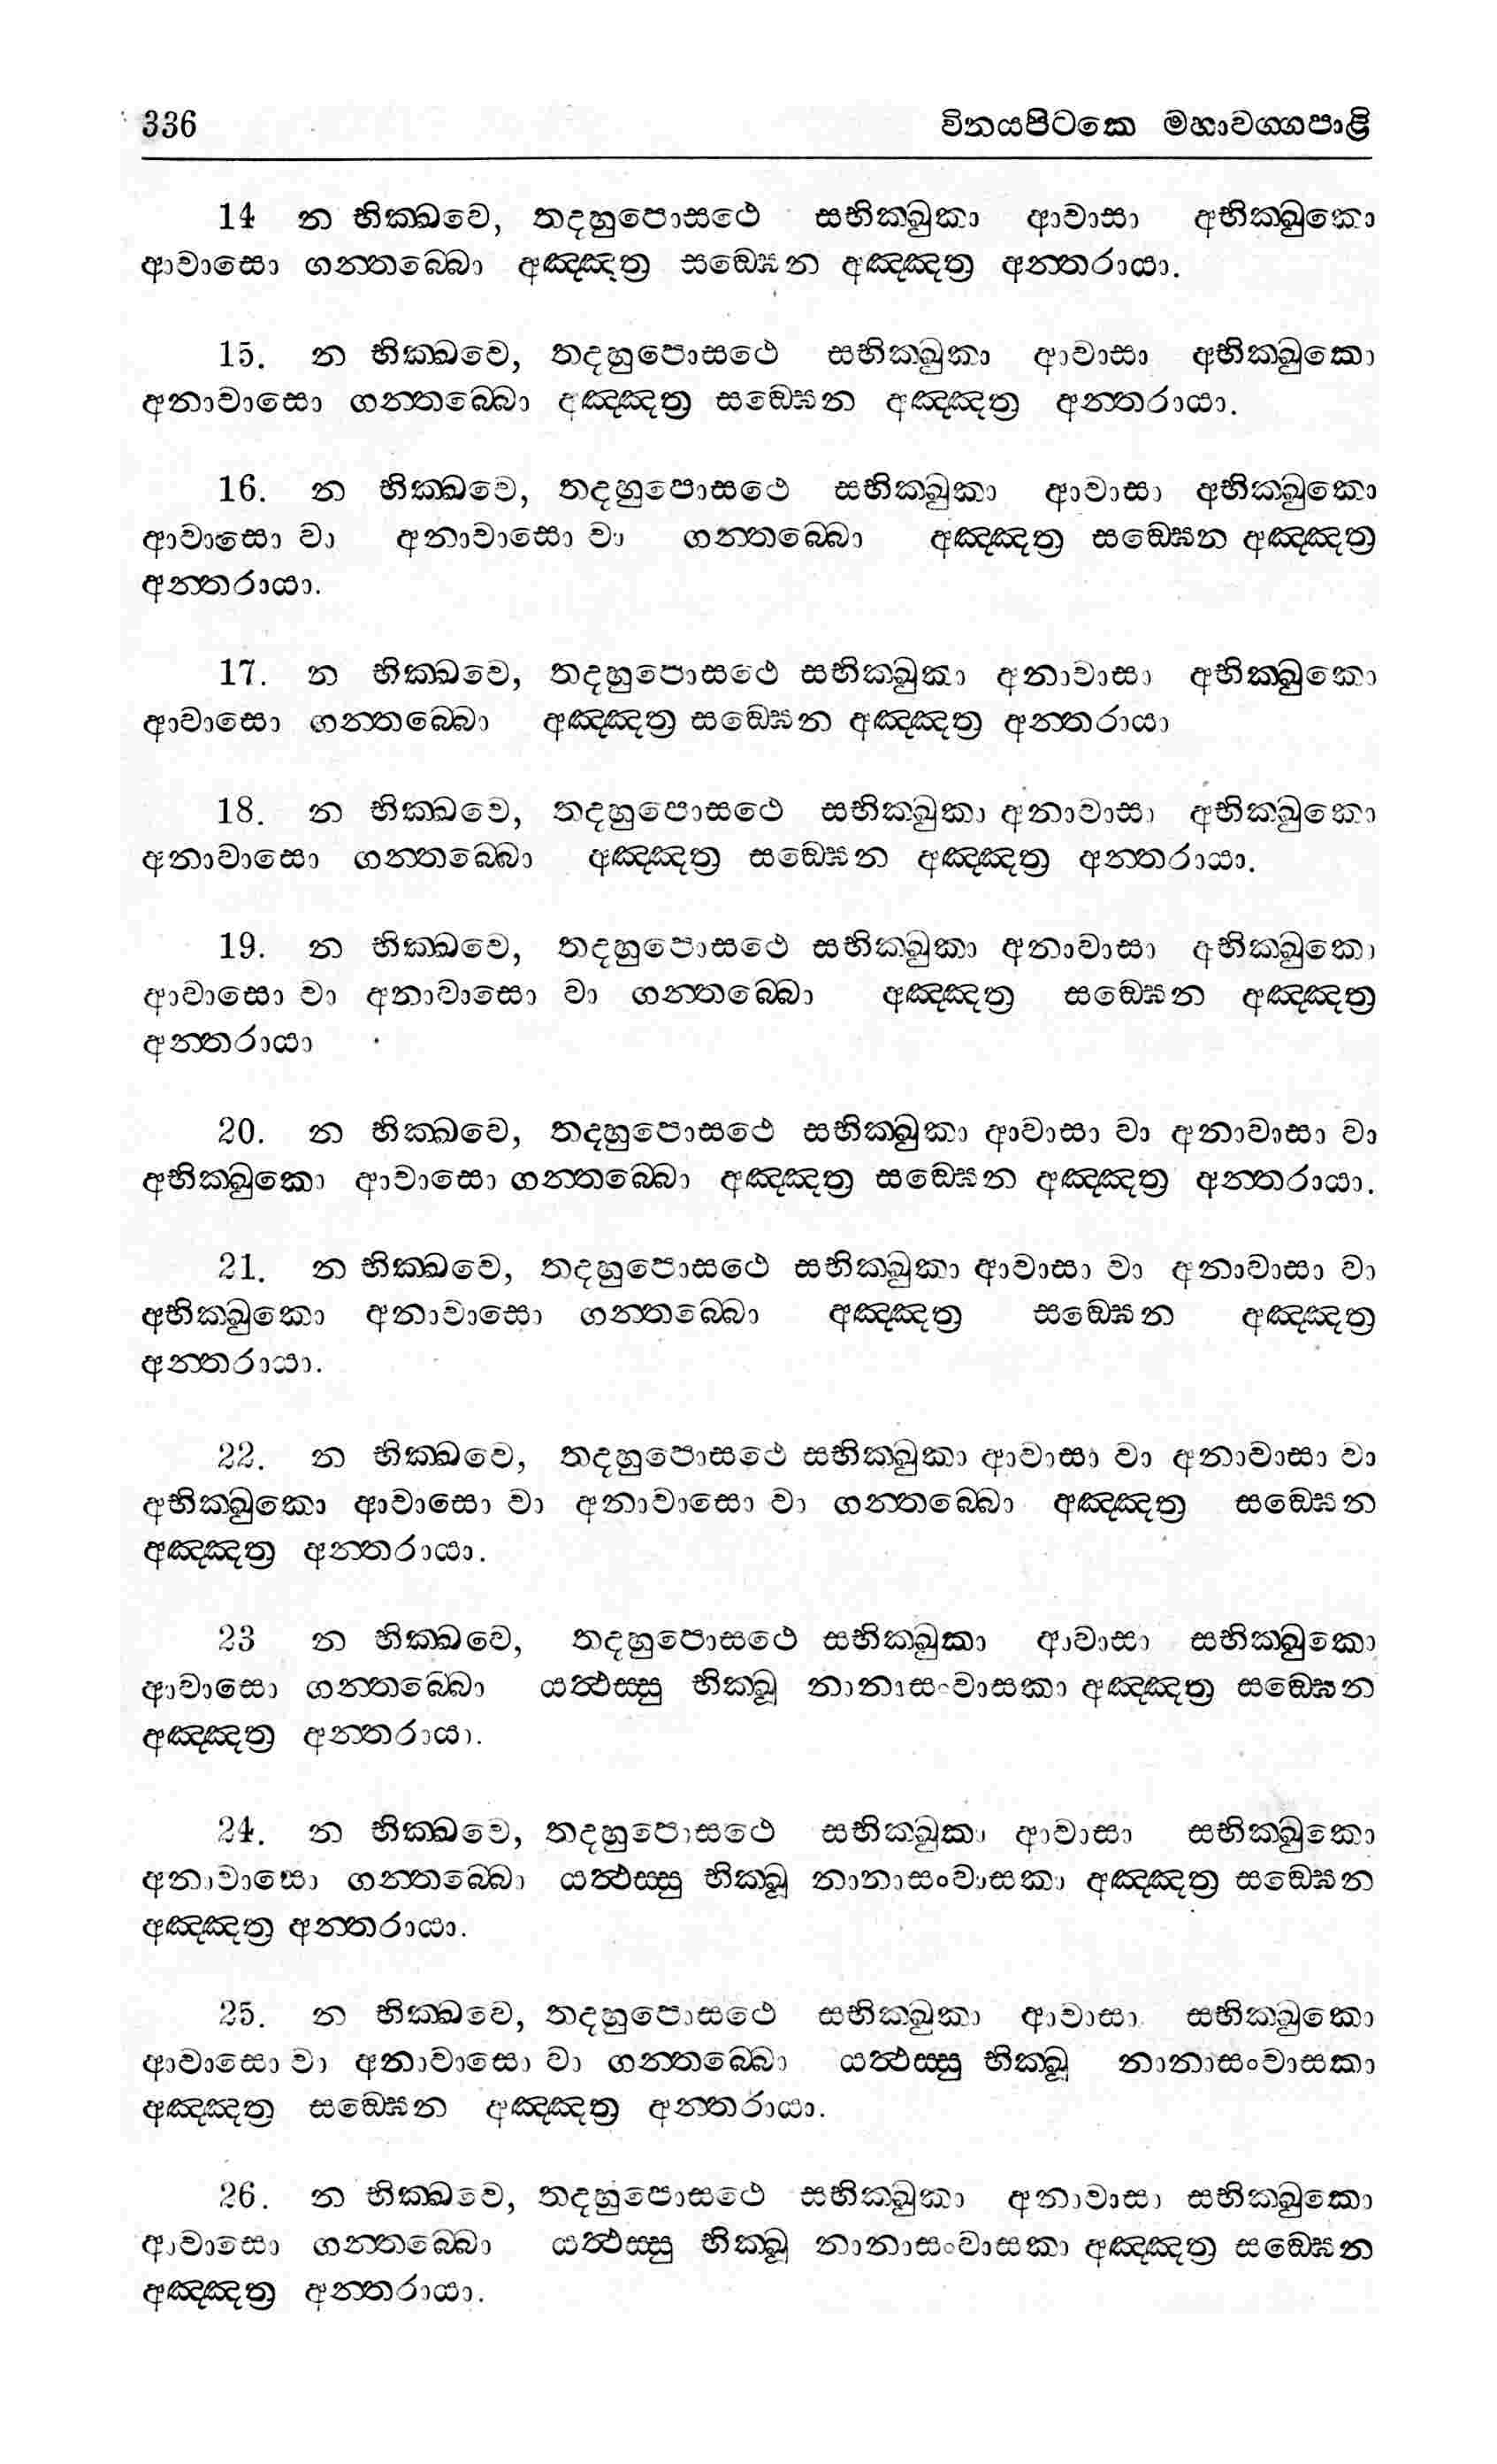 336 විනයපිටකෙ මහාවග්ගපාළි
14 න භික්ඛවෙ, තදහුපොසථෙ සභික්ඛුකා ආවාසා අභික්ඛුකො
ආවාසො ගන්තබ්බො අඤ්ඤත්‍ර සඞ්ඝෙන අඤ්ඤත්‍ර අන්තරායා.
15. න භික්ඛවෙ, තදහුපොසථෙ සභික්ඛුකා ආවාසා අභික්ඛුකො
අනාවාසො ගන්තබ්බො අඤ්ඤත්‍ර සඞ්ඝෙන අඤ්ඤත්‍ර අන්තරායා.
16. න භික්ඛවෙ, තදහුපොසථෙ සභික්ඛුකා ආවාසා අභික්ඛුකො
ආවාසො වා අනාවාසො වා ගන්තබ්බො අඤ්ඤත්‍ර සඞ්ඝෙන අඤ්ඤත්‍ර
අන්තරායා.
17. න භික්ඛවෙ, තදහුපොසථෙ සභික්ඛුකා අනාවාසා අභික්ඛුකො
ආවාසො ගන්තබ්බො අඤ්ඤත්‍ර සඞ්ඝෙන අඤ්ඤත්‍ර අන්තරායා
18. න භික්ඛවෙ, තදහුපොසථෙ සභික්ඛුකා අනාවාසා අභික්ඛුකො
අනාවාසො ගන්තබ්බො අඤ්ඤත්‍ර සඞ්ඝෙන අඤ්ඤත්‍ර අන්තරායා.
19. න භික්ඛවෙ, තදහුපොසථෙ සභික්ඛුකා අනාවාසා අභික්ඛුකො
ආවාසො වා අනාවාසො වා ගන්තබ්බො අඤ්ඤත්‍ර සඞ්ඝෙන අඤ්ඤත්‍ර
අන්තරායා
20. න භික්ඛවෙ, තදහුපොසථෙ සභික්ඛුකා ආවාසා වා අනාවාසා වා
අභික්ඛුකො ආවාසො ගන්තබ්බො අඤ්ඤත්‍ර සඞ්ඝෙන අඤ්ඤත්‍ර අන්තරායා.
21. න භික්ඛවෙ, තදහුපොසථෙ සභික්ඛුකා ආවාසා වා අනාවාසා වා
අභික්ඛුකො අනාවාසො ගන්තබ්බො අඤ්ඤත්‍ර සඞ්ඝෙන අඤ්ඤත්‍ර
අන්තරායා.
22. න භික්ඛවෙ, තදහුපොසථෙ සභික්ඛුකා ආවාසා වා අනාවාසා වා
අභික්ඛුකො ආවාසො වා අනාවාසො වා ගන්තබ්බො අඤ්ඤත්‍ර සඞ්ඝෙන
අඤ්ඤත්‍ර අන්තරායා.
23 න භික්ඛවෙ, තදහුපොසථෙ සභික්ඛුකා ආවාසා සභික්ඛුකො
ආවාසො ගන්තබ්බො යත්ථස්සු භික්ඛූ නානාසංවාසකා අඤ්ඤත්‍ර සඞ්ඝෙන
අඤ්ඤත්‍ර අන්තරායා.
24. න භික්ඛවෙ, තදහුපොසථෙ සභික්ඛුකා ආවාසා සභික්ඛුකො
අනාවාසො ගන්තබ්බො යත්ථස්සු භික්ඛූ නානාසංවාසකා අඤ්ඤත්‍ර සඞ්ඝෙන
අඤ්ඤත්‍ර අන්තරායා.
25. න භික්ඛවෙ, තදහුපොසථෙ සභික්ඛුකා ආවාසා සභික්ඛුකො
ආවාසො වා අනාවාසො වා ගන්තබ්බො යත්ථස්සු භික්ඛූ නානාසංවාසකා
අඤ්ඤත්‍ර සඞ්ඝෙන අඤ්ඤත්‍ර අන්තරායා.
26. න භික්ඛවෙ, තදහුපොසථෙ සභික්ඛුකා අනාවාසා සභික්ඛුකො
ආවාසො ගන්තබ්බො යත්ථස්සු භික්ඛූ නානාසංවාසකා අඤ්ඤත්‍ර සඞ්ඝෙන
අඤ්ඤත්‍ර අන්තරායා.